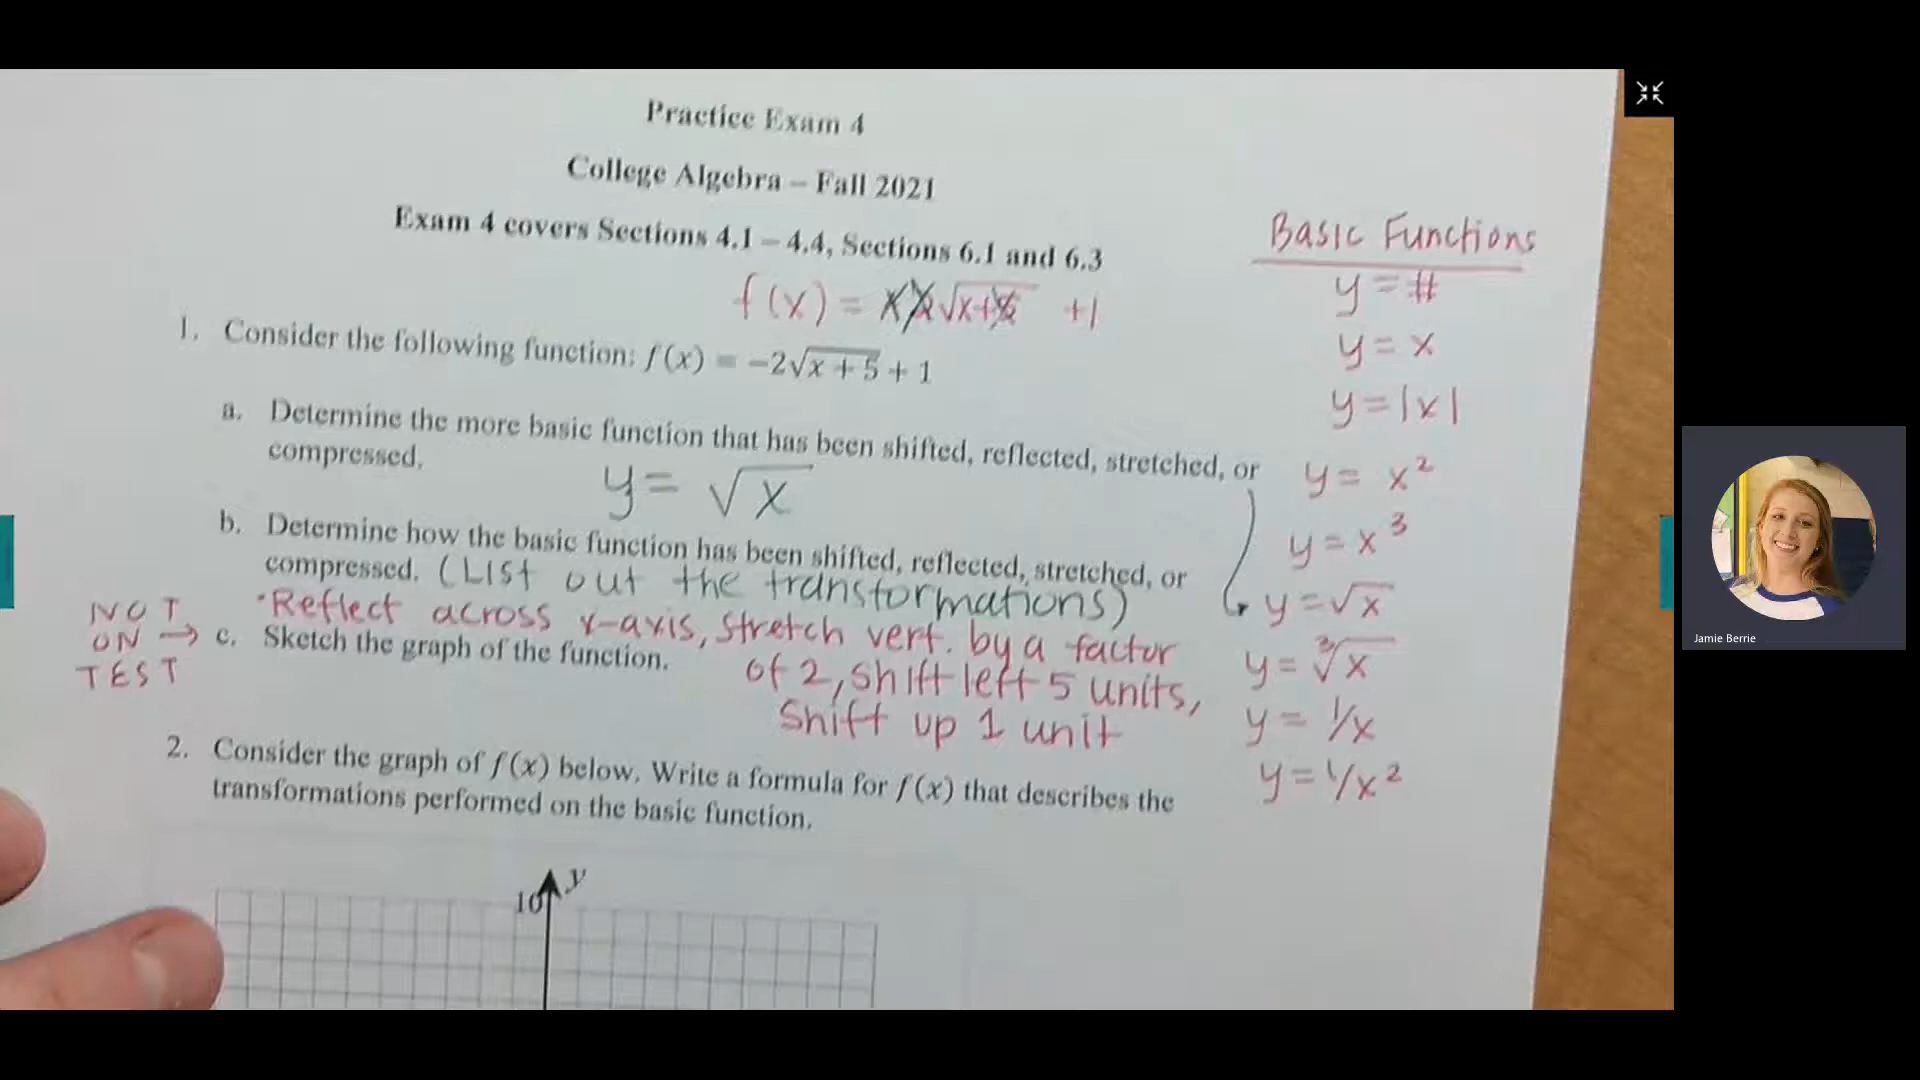 Practice Exam 4
College Algebra – Fall 2021
Exam 4 covers Sections 4.1 – 4.4, Sections 6.1 and 6.3
f(x) = √x+ +1
1. Consider the following function: f(x) = −2√x + 5 + 1
a. Determine the more basic function that has been shifted, reflected, stretched, or
compressed.
y = √x
b. Determine how the basic function has been shifted, reflected, stretched, or
compressed. (List out the transformations)
•Reflect across x-axis, stretch vert. by a factor
of 2, shift left 5 units,
Shift up 1 unit
NOT
ON →
TEST
c. Sketch the graph of the function.
2. Consider the graph of f(x) below. Write a formula for f(x) that describes the
transformations performed on the basic function.
10
y
Basic Functions
y = #
y = x
y = |x|
y = x²
y = x³
y = √x
y = ∛x
y = 1/x
y = 1/x²
Jamie Berrie